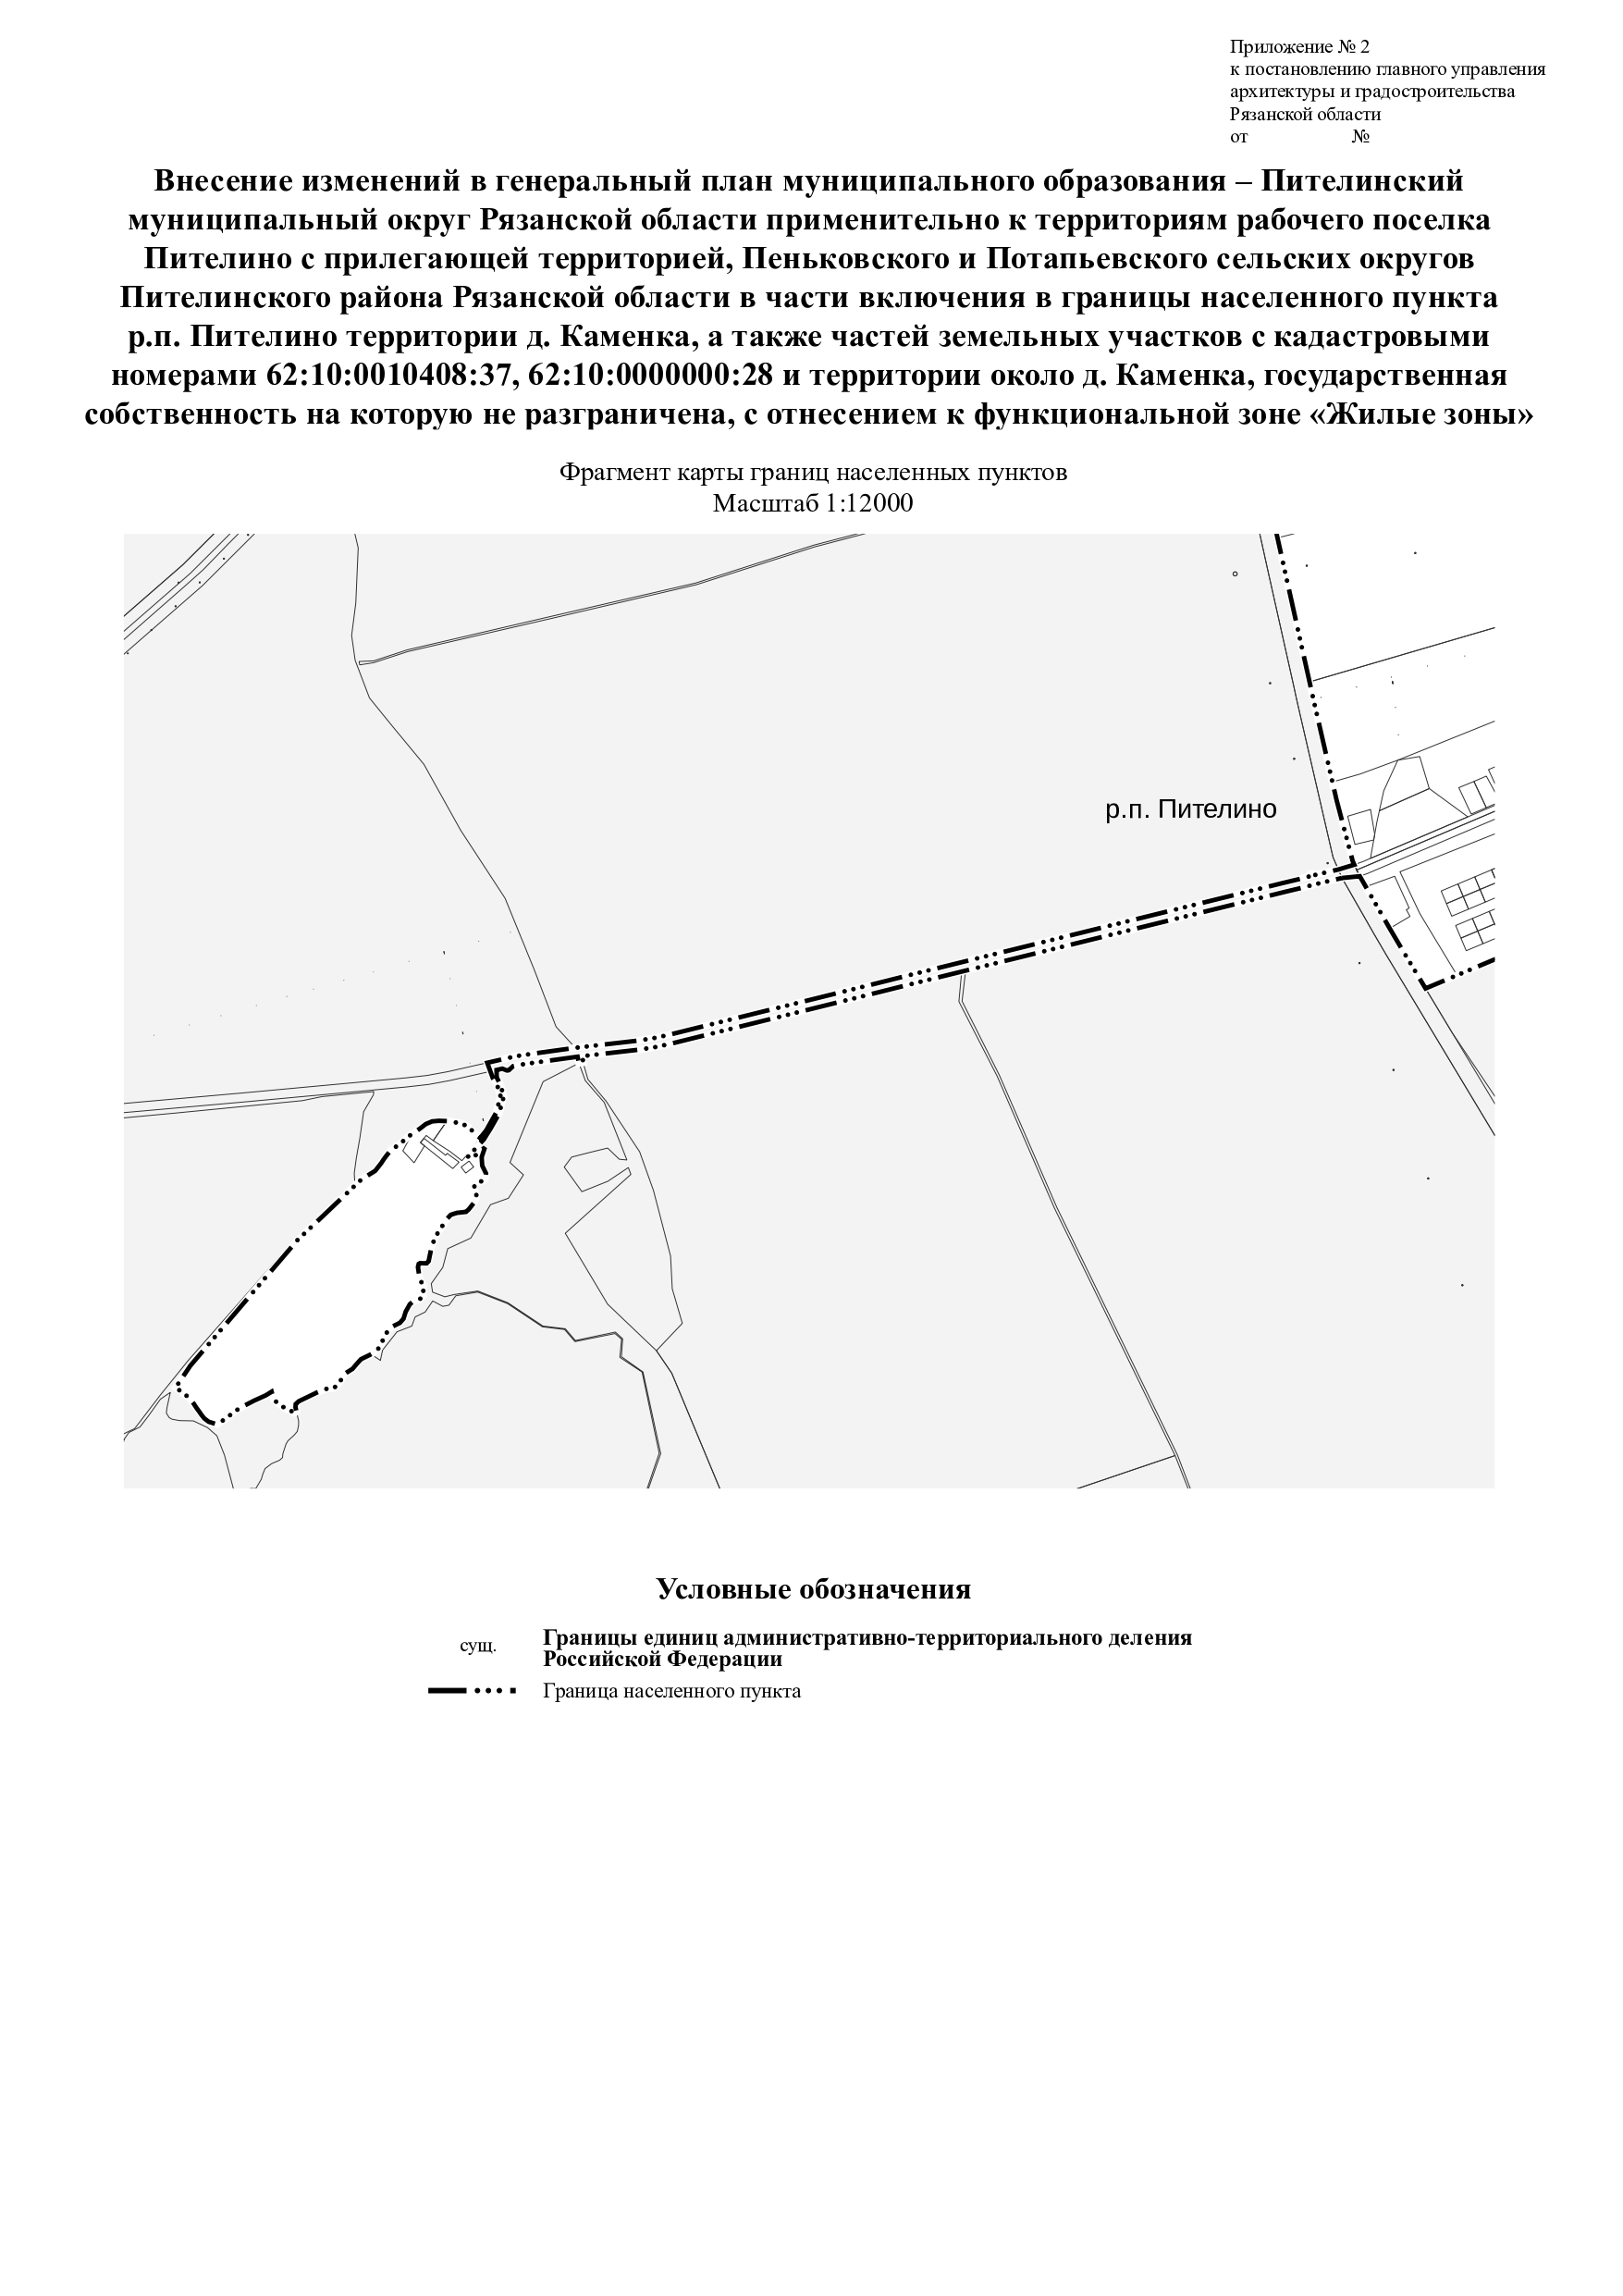 Приложение № 2
к постановлению главного управления
архитектуры и градостроительства
Рязанской области
от №
Внесение изменений в генеральный план муниципального образования – Пителинский
муниципальный округ Рязанской области применительно к территориям рабочего поселка
Пителино с прилегающей территорией, Пеньковского и Потапьевского сельских округов
Пителинского района Рязанской области в части включения в границы населенного пункта
р.п. Пителино территории д. Каменка, а также частей земельных участков с кадастровыми
номерами 62:10:0010408:37, 62:10:0000000:28 и территории около д. Каменка, государственная
собственность на которую не разграничена, с отнесением к функциональной зоне «Жилые зоны»
Фрагмент карты границ населенных пунктов
Масштаб 1:12000
р.п. Пителино
Условные обозначения
сущ.
Границы единиц административно-территориального деления
Российской Федерации
Граница населенного пункта